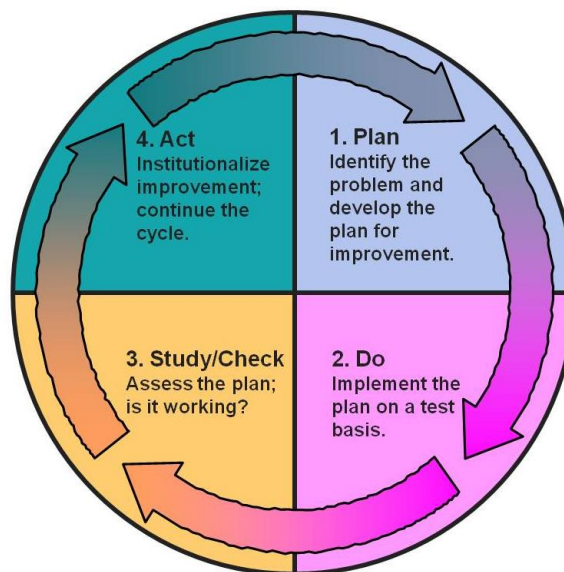 1. Plan
Identify the
problem and
develop the
plan for
improvement.
2. Do
Implement the
plan on a test
basis.
3. Study/Check
Assess the plan;
is it working?
4. Act
Institutionalize
improvement;
continue the
cycle.